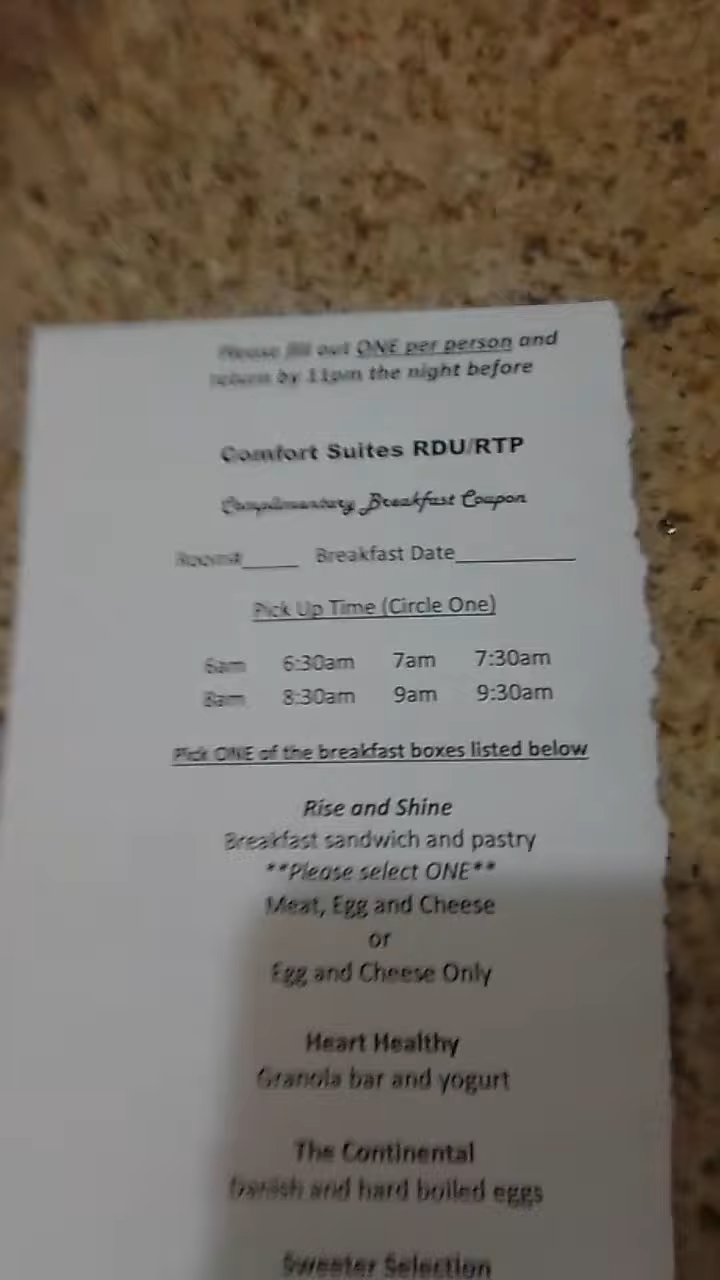 Please fill out ONE per person and
return by 11pm the night before
Comfort Suites RDU/RTP
Complimentary Breakfast Coupon
Room#_____ Breakfast Date___________
Pick Up Time (Circle One)
6am 6:30am 7am 7:30am
8am 8:30am 9am 9:30am
Pick ONE of the breakfast boxes listed below
Rise and Shine
Breakfast sandwich and pastry
**Please select ONE**
Meat, Egg and Cheese
or
Egg and Cheese Only
Heart Healthy
Granola bar and yogurt
The Continental
Danish and hard boiled eggs
Sweeter Selection